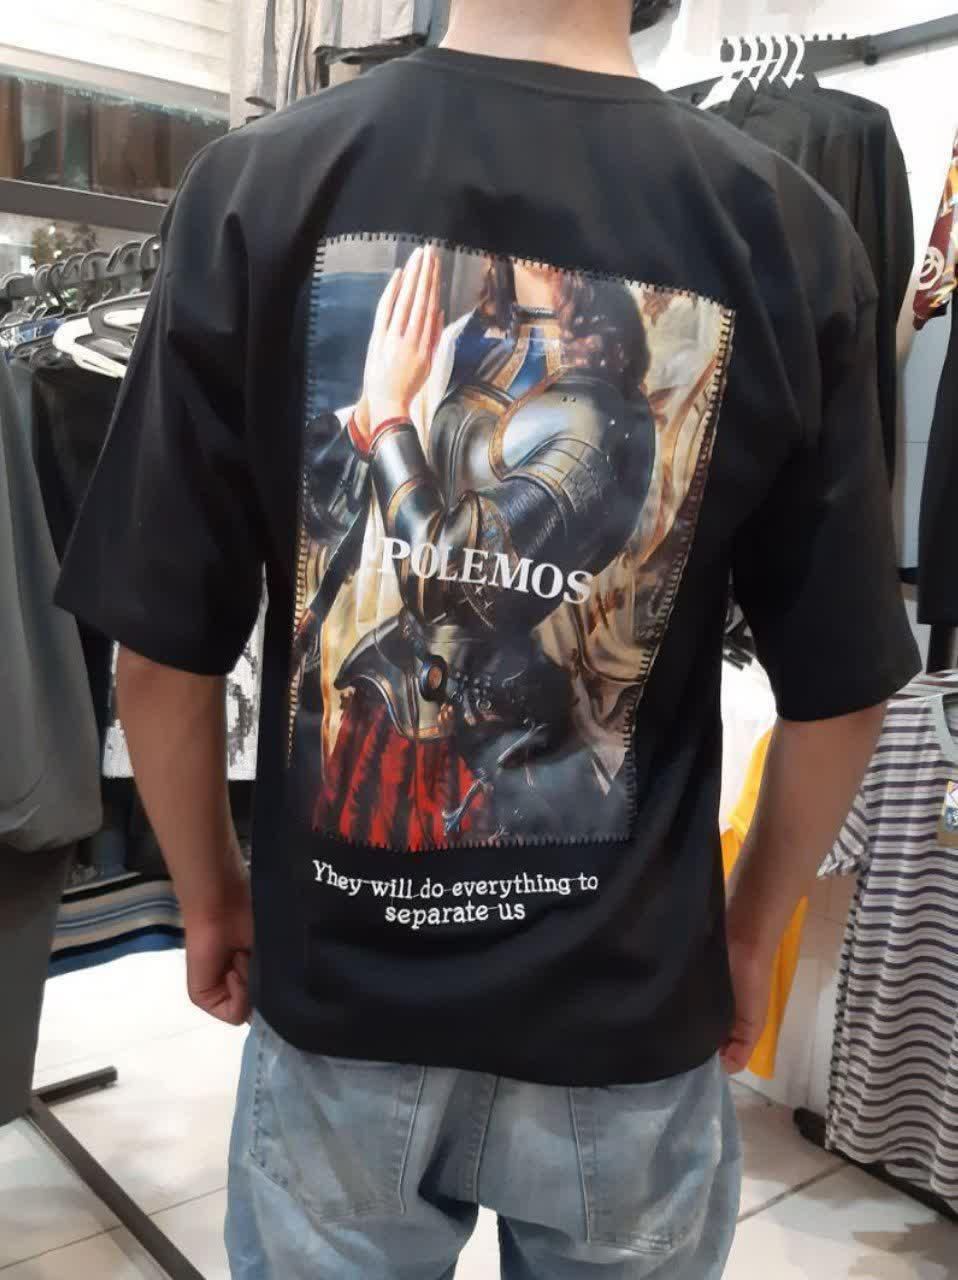 POLEMOS
Yhey will do everything to
separate us